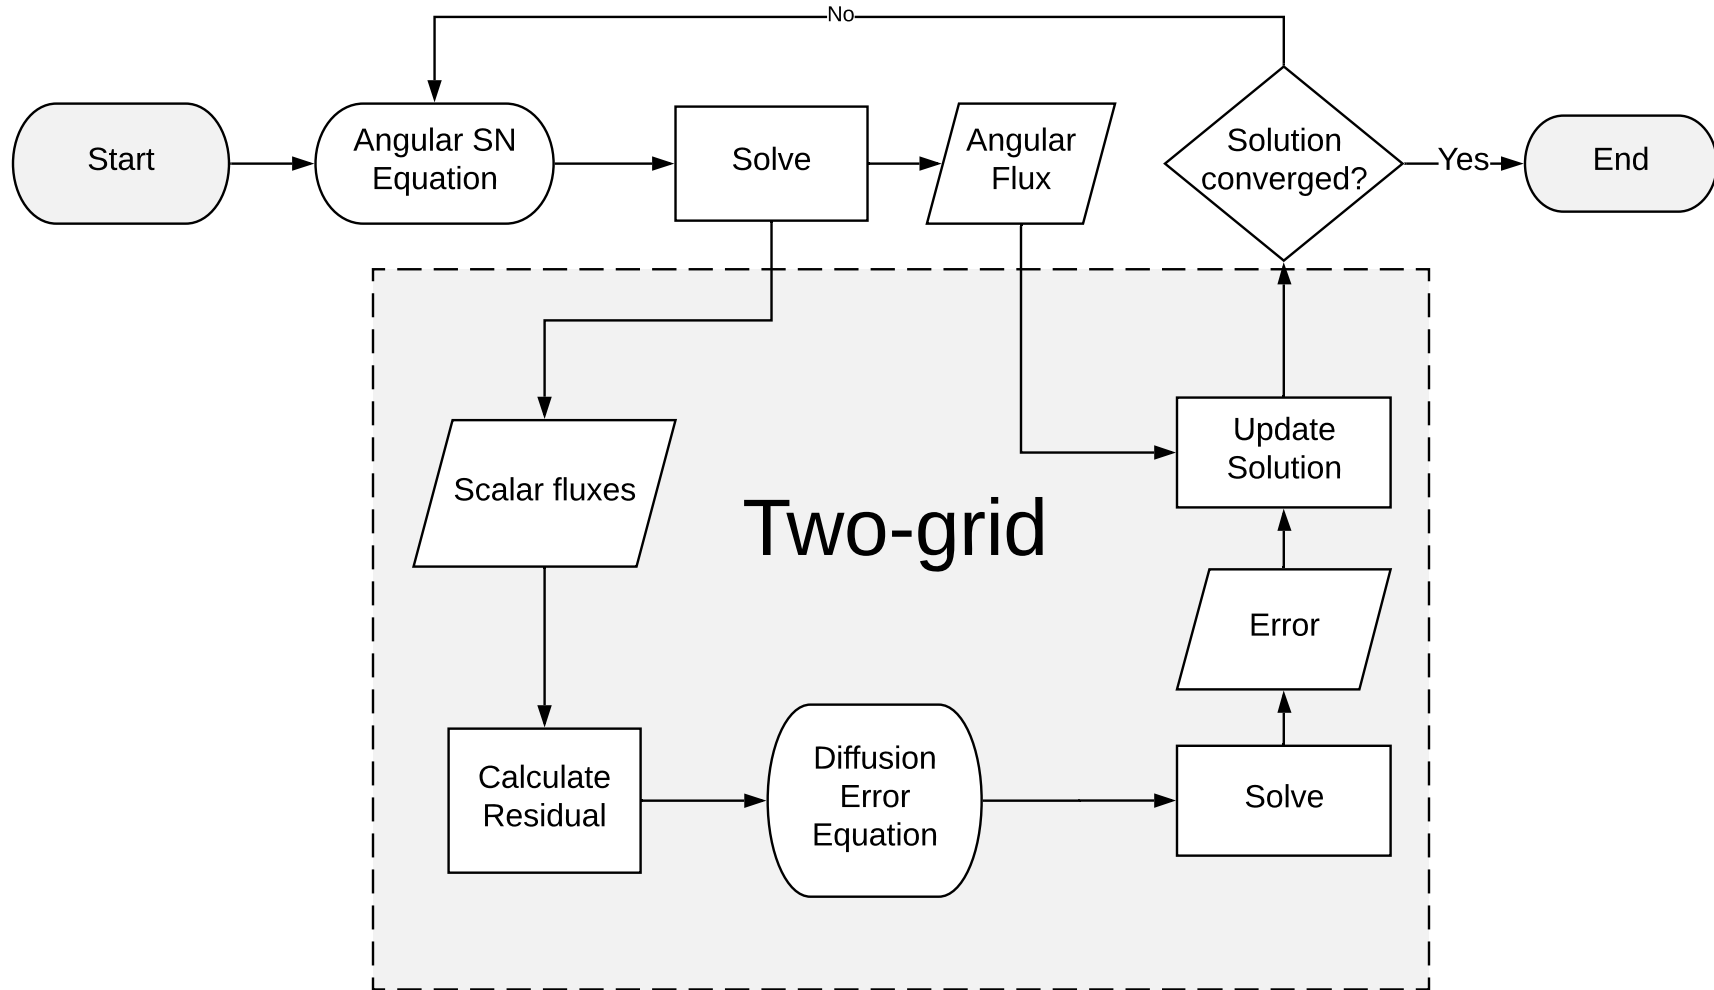 No
Start
Angular SN
Equation
Solve
Angular
Flux
Solution
converged?
Yes
End
Scalar fluxes
Two-grid
Update
Solution
Error
Calculate
Residual
Diffusion
Error
Equation
Solve